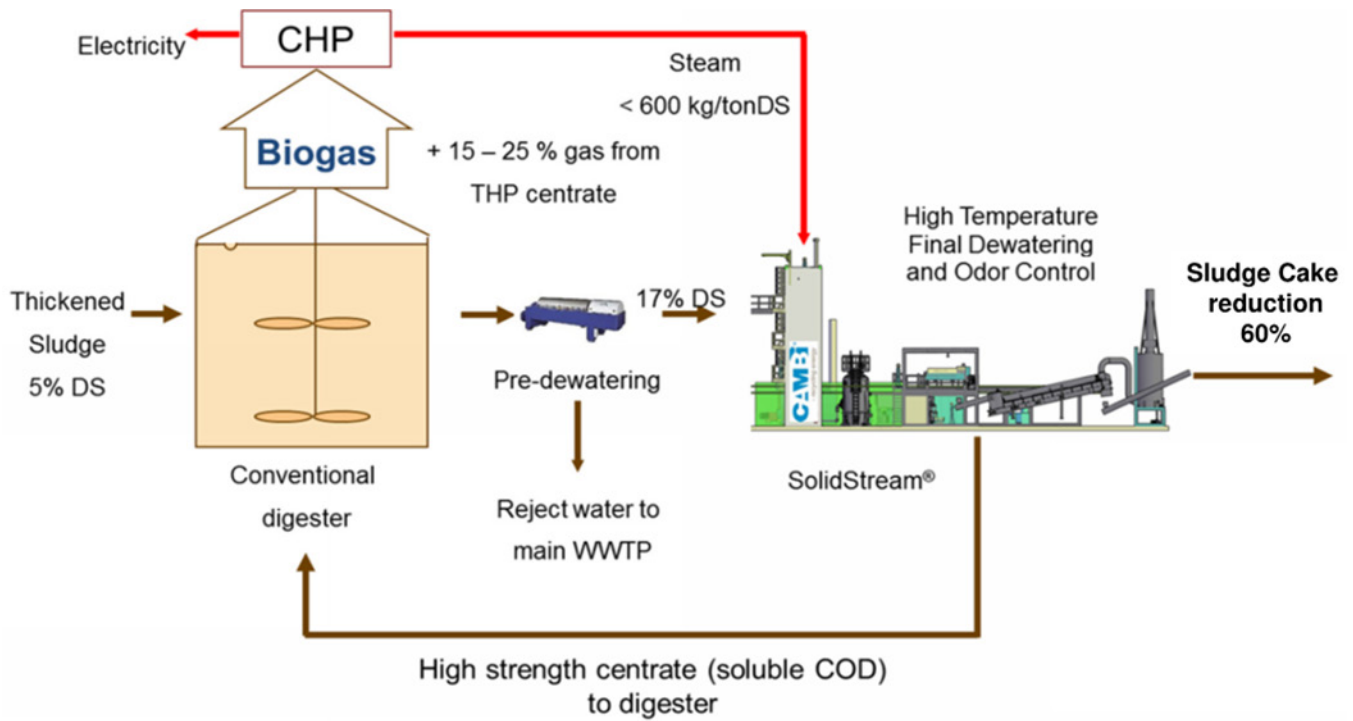 Electricity
CHP
Steam
< 600 kg/tonDS
Biogas
+ 15 – 25 % gas from
THP centrate
High Temperature
Final Dewatering
and Odor Control
Thickened
Sludge
5% DS
17% DS
Sludge Cake
reduction
60%
Pre-dewatering
CAMBI
SolidStream®
Conventional
digester
Reject water to
main WWTP
High strength centrate (soluble COD)
to digester